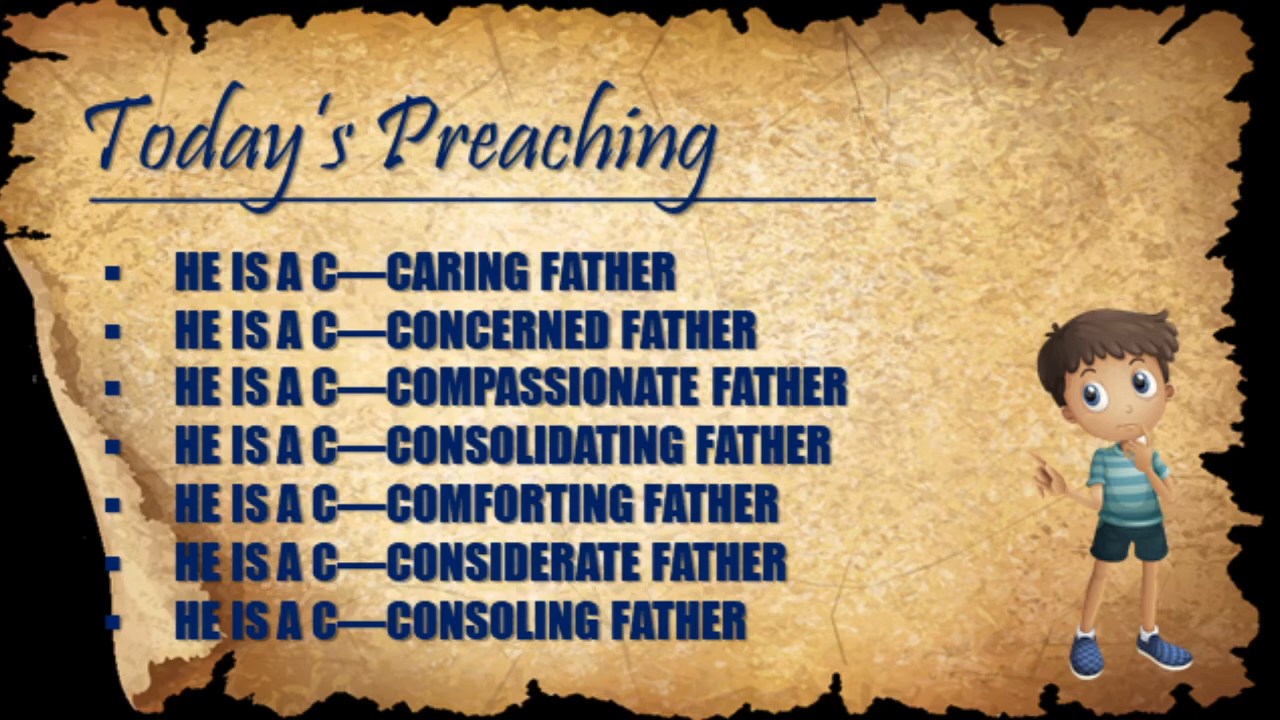 Today's Preaching
▪ HE IS A C—CARING FATHER
▪ HE IS A C—CONCERNED FATHER
▪ HE IS A C—COMPASSIONATE FATHER
▪ HE IS A C—CONSOLIDATING FATHER
▪ HE IS A C—COMFORTING FATHER
▪ HE IS A C—CONSIDERATE FATHER
▪ HE IS A C—CONSOLING FATHER